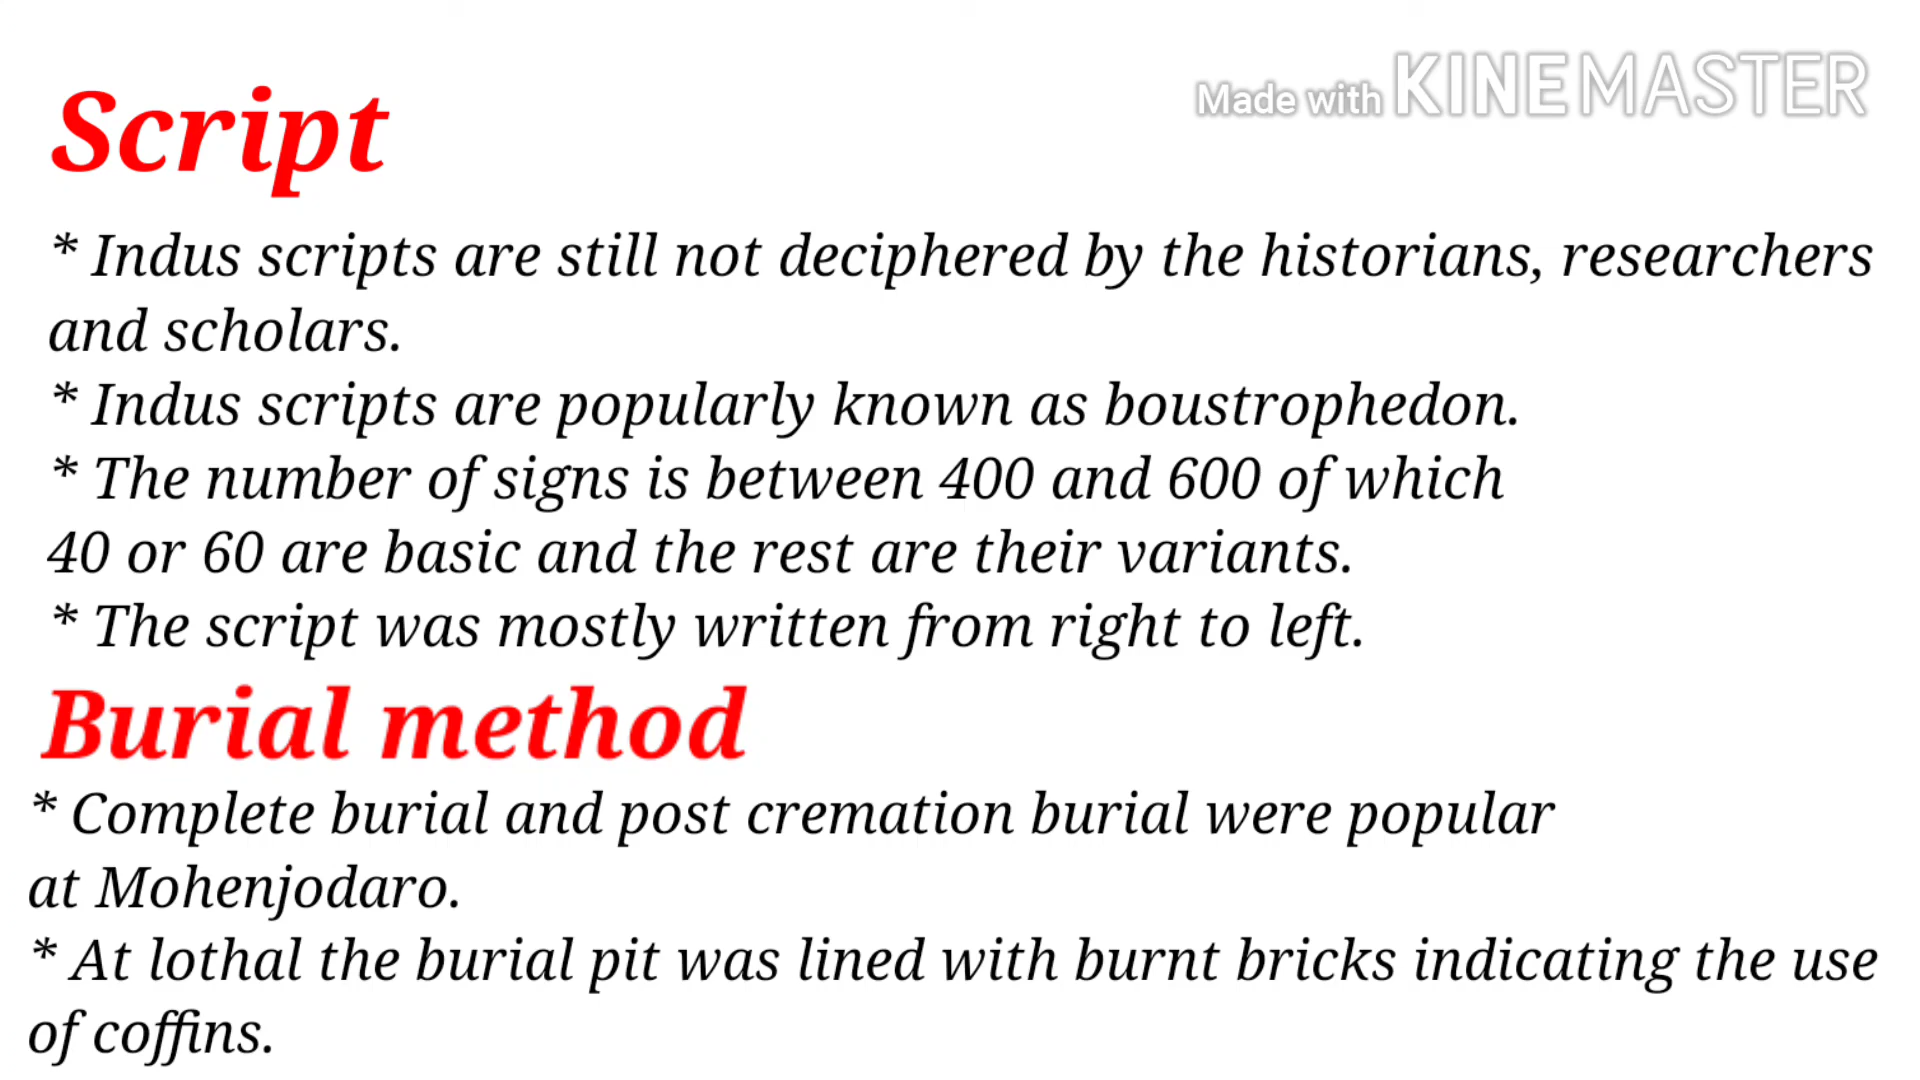 Made with KINEMASTER
Script
* Indus scripts are still not deciphered by the historians, researchers
and scholars.
* Indus scripts are popularly known as boustrophedon.
* The number of signs is between 400 and 600 of which
40 or 60 are basic and the rest are their variants.
* The script was mostly written from right to left.
Burial method
* Complete burial and post cremation burial were popular
at Mohenjodaro.
* At lothal the burial pit was lined with burnt bricks indicating the use
of coffins.